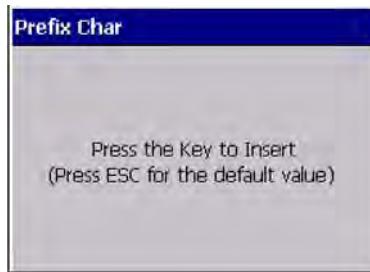 Prefix Char
Press the Key to Insert
(Press ESC for the default value)